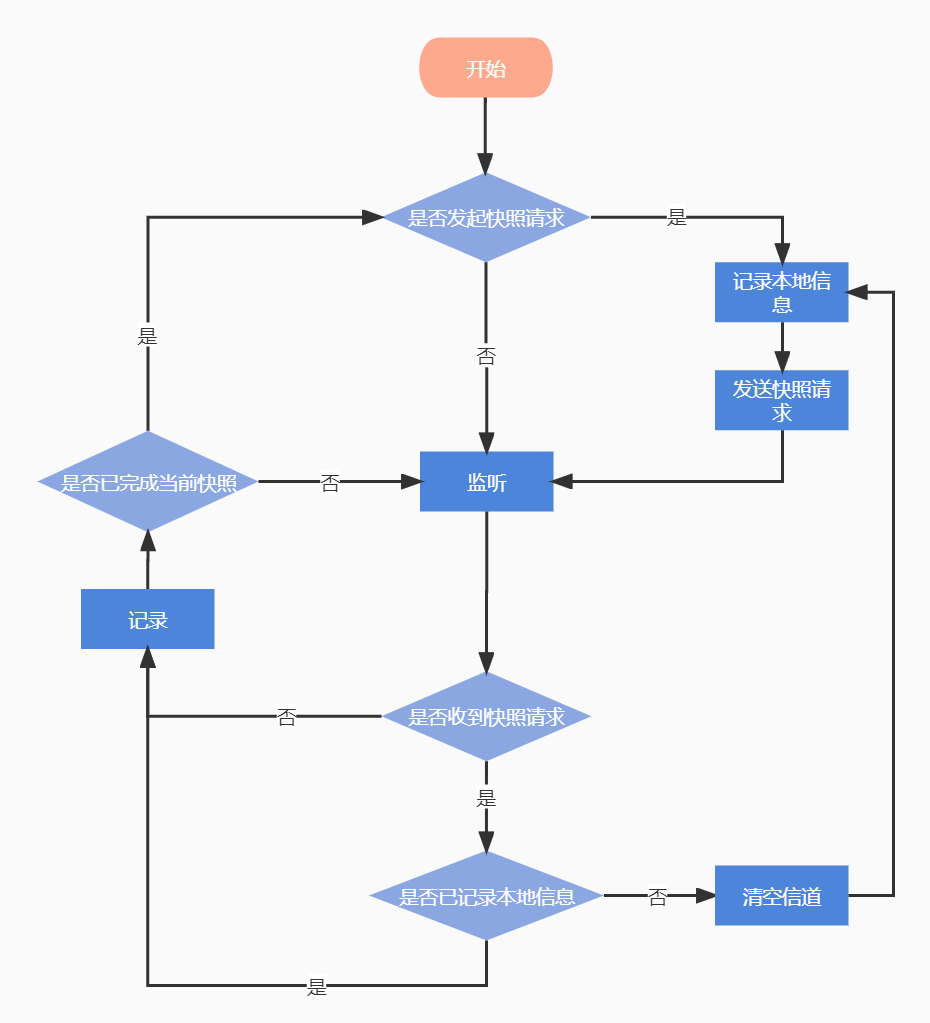 开始
是否发起快照请求
是
记录本地信
息
是
否
发送快照请
求
是否已完成当前快照
否
监听
记录
否
是否收到快照请求
是
是否已记录本地信息
否
清空信道
是